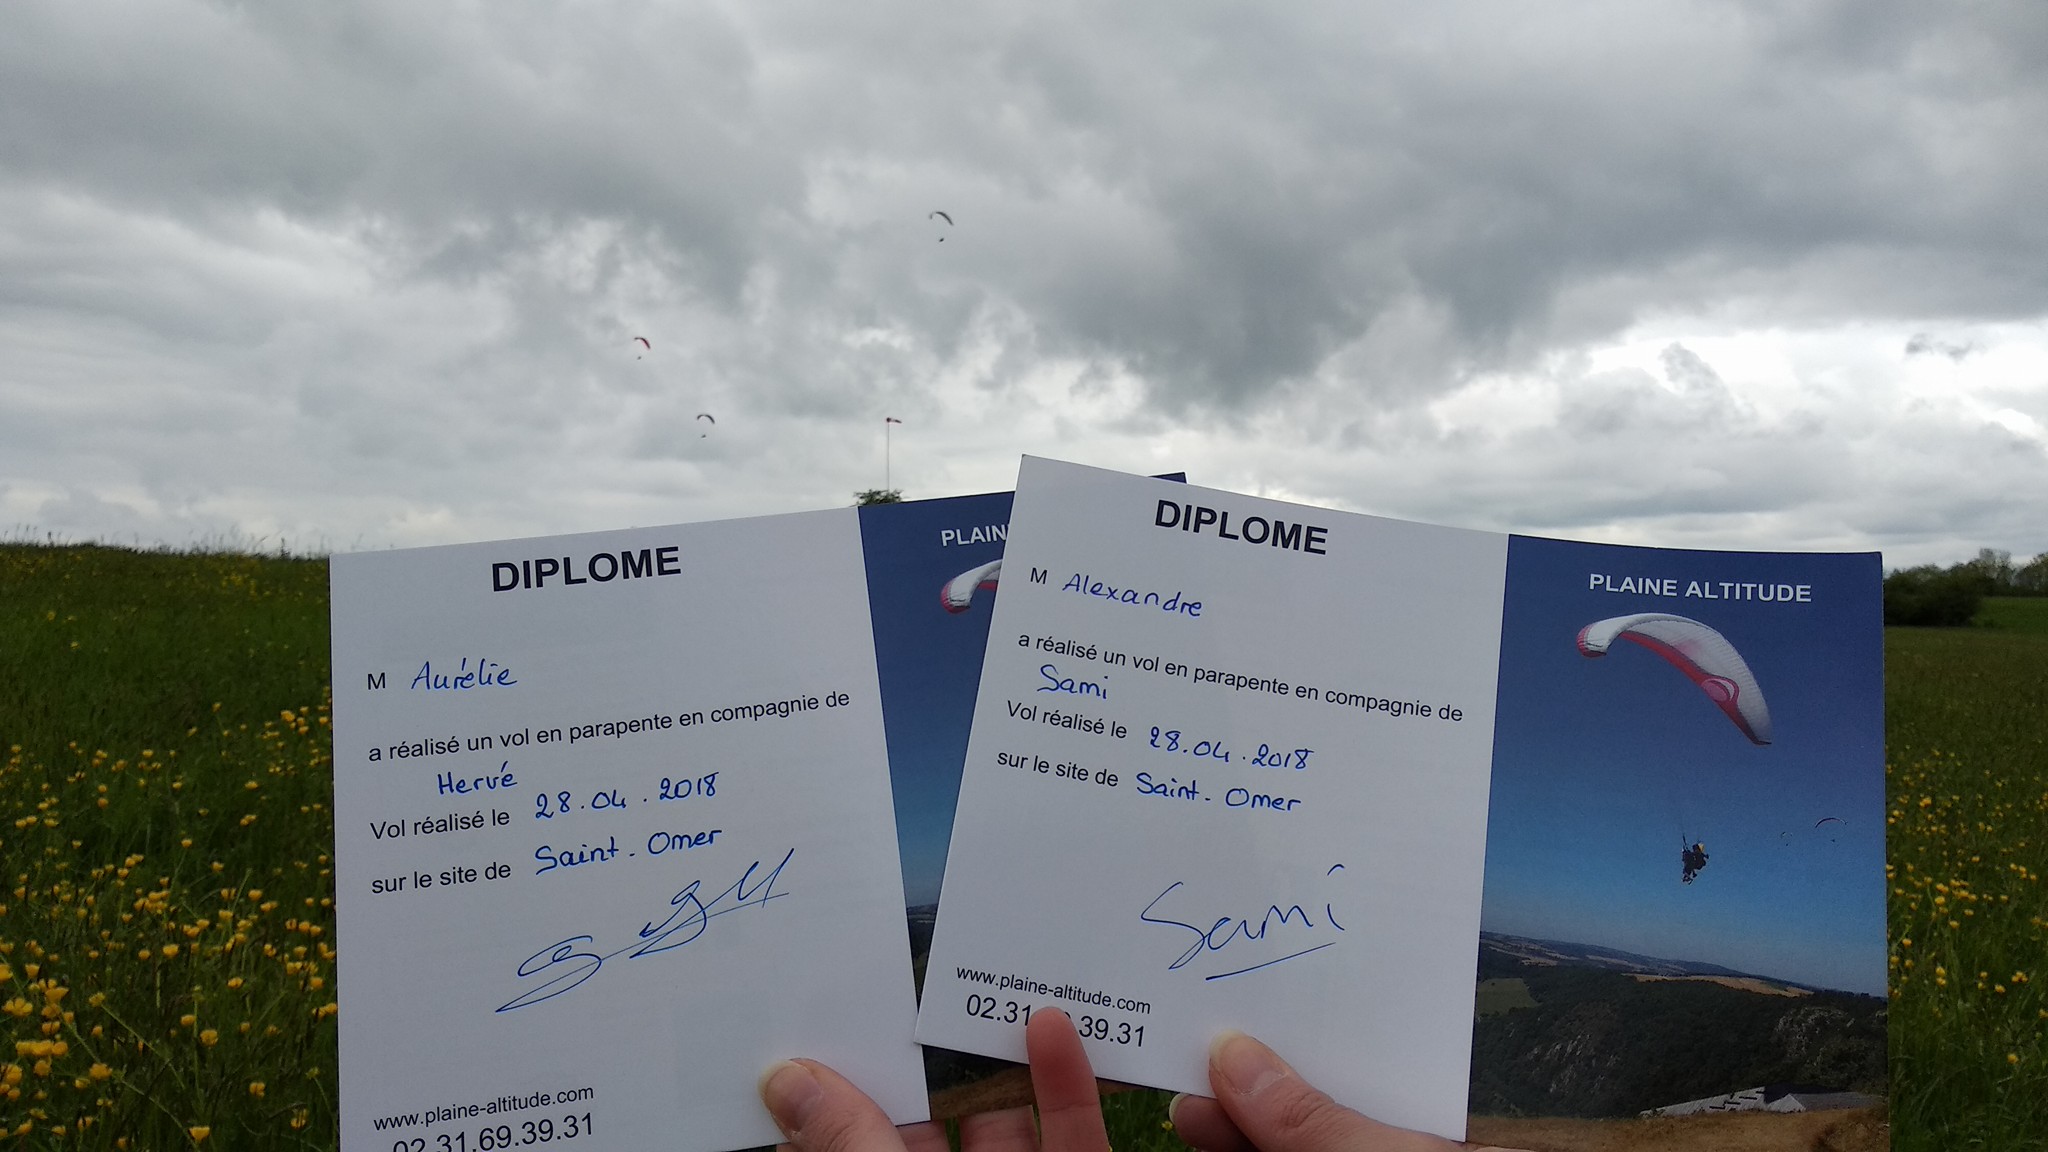 DIPLOME
M Aurélie
a réalisé un vol en parapente en compagnie de
Hervé
Vol réalisé le 28.04.2018
sur le site de Saint-Omer
www.plaine-altitude.com
02.31.69.39.31
DIPLOME
M Alexandre
a réalisé un vol en parapente en compagnie de
Sami
Vol réalisé le 28.04.2018
sur le site de Saint-Omer
Sami
www.plaine-altitude.com
02.31 39.31
PLAINE ALTITUDE